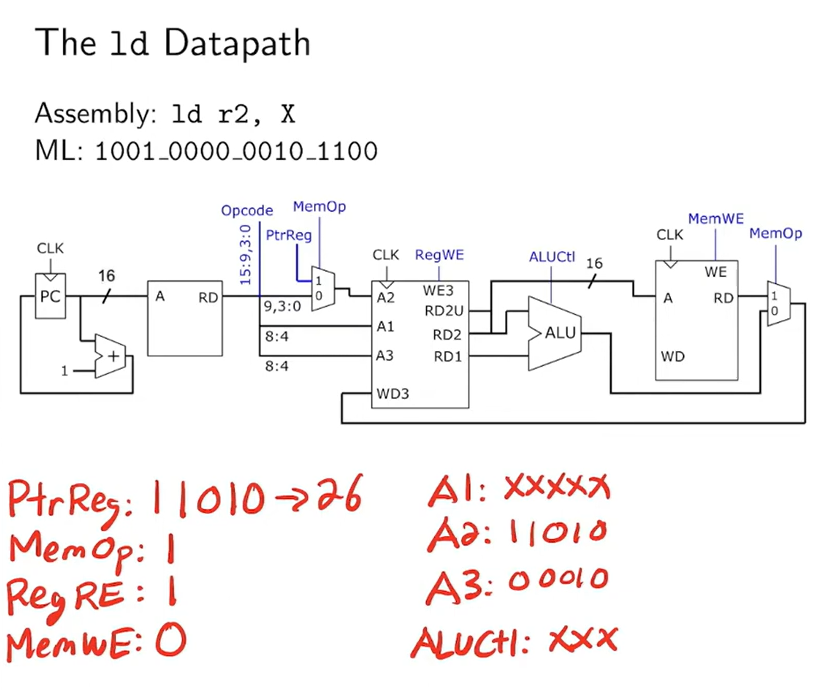 The ld Datapath
Assembly: ld r2, X
ML: 1001_0000_0010_1100
Opcode
MemOp
15:9,3:0
PtrReg
MemWE
CLK
MemOp
CLK
RegWE
ALUCtl
16
CLK
16
1
0
PC
A
RD
9,3:0
A2
WE3
RD2U
WE
A
RD
1
0
A1
8:4
RD2
ALU
+
1
A3
8:4
RD1
WD
WD3
PtrReg: 11010→26
MemOp: 1
RegRE: 1
MemWE: 0
A1: XXXXX
A2: 11010
A3: 00010
ALUCtl: XXX